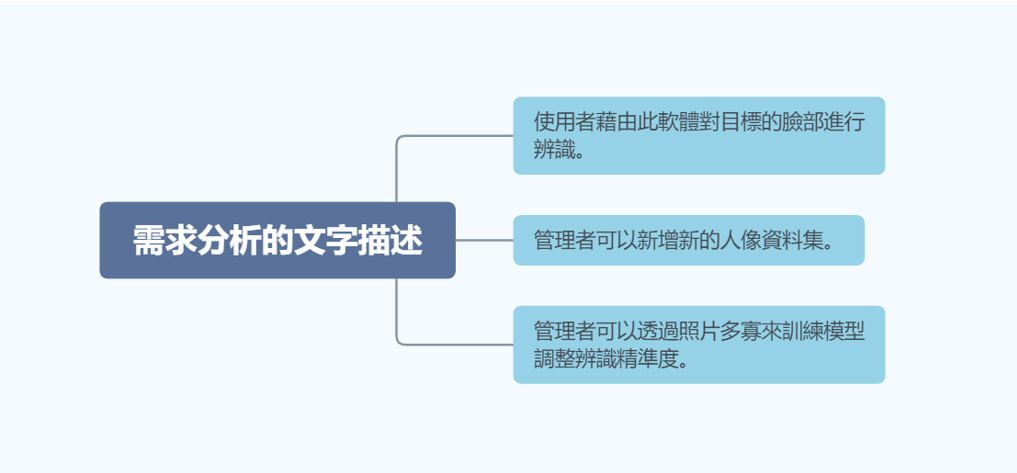 需求分析的文字描述
使用者藉由此軟體對目標的臉部進行
辨識。
管理者可以新增新的人像資料集。
管理者可以透過照片多寡來訓練模型
調整辨識精準度。